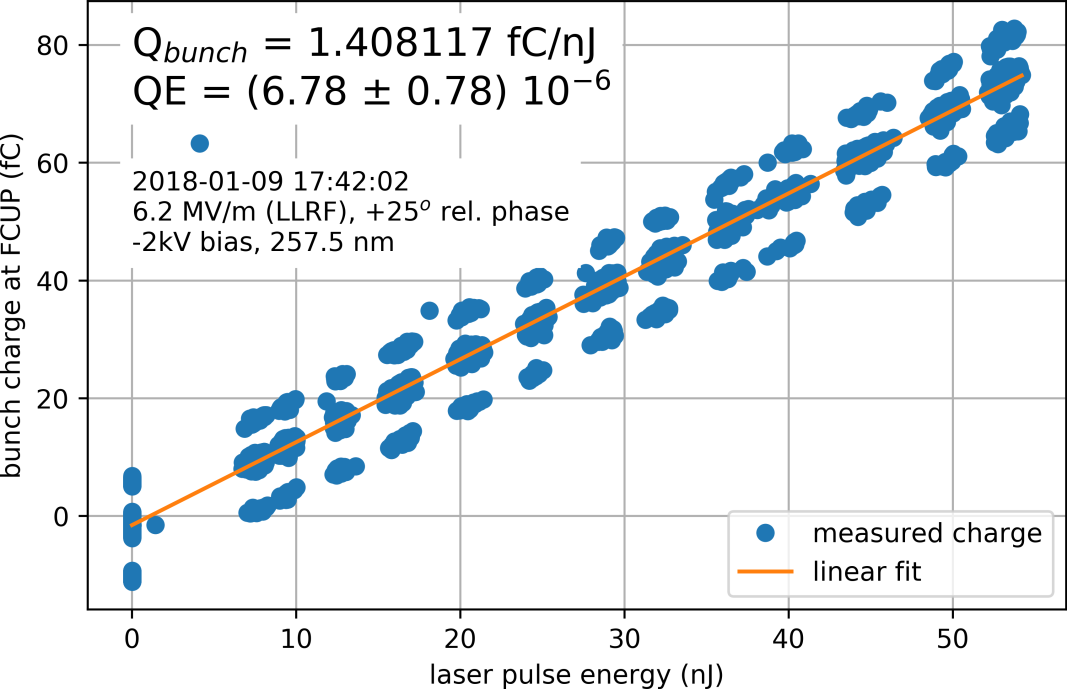 Q_bunch = 1.408117 fC/nJ
QE = (6.78 ± 0.78) 10⁻⁶
2018-01-09 17:42:02
6.2 MV/m (LLRF), +25ᵒ rel. phase
-2kV bias, 257.5 nm
bunch charge at FCUP (fC)
80
60
40
20
0
measured charge
linear fit
0 10 20 30 40 50
laser pulse energy (nJ)